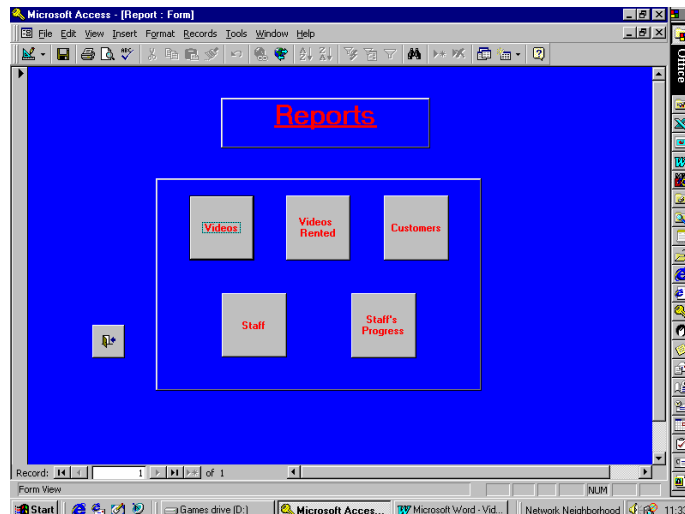 Microsoft Access - [Report : Form]
File Edit View Insert Format Records Tools Window Help
Office
Reports
Videos
Videos
Rented
Customers
Staff
Staff's
Progress
Record: 1 of 1
Form View NUM
Start Games drive (D:) Microsoft Acces... Microsoft Word - Vid... Network Neighborhood